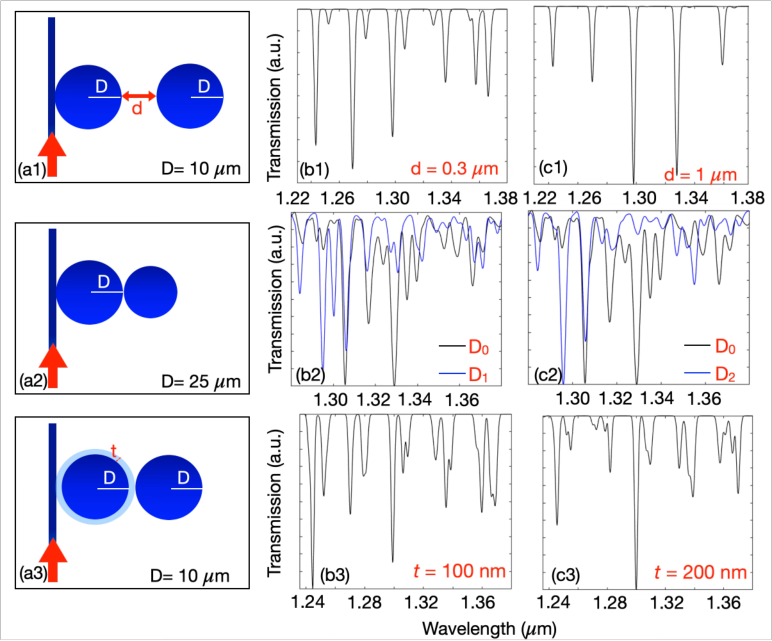 D
D
d
(a1)
D= 10 μm
Transmission (a.u.)
(b1)
d = 0.3 μm
1.22 1.26 1.30 1.34 1.38
(c1)
d = 1 μm
1.22 1.26 1.30 1.34 1.38
D
(a2)
D= 25 μm
Transmission (a.u.)
D₀
(b2)
D₁
1.30 1.32 1.34 1.36
D₀
(c2)
D₂
1.30 1.32 1.34 1.36
t
D
D
(a3)
D= 10 μm
Transmission (a.u.)
(b3)
t = 100 nm
1.24 1.28 1.32 1.36
(c3)
t = 200 nm
1.24 1.28 1.32 1.36
Wavelength (μm)